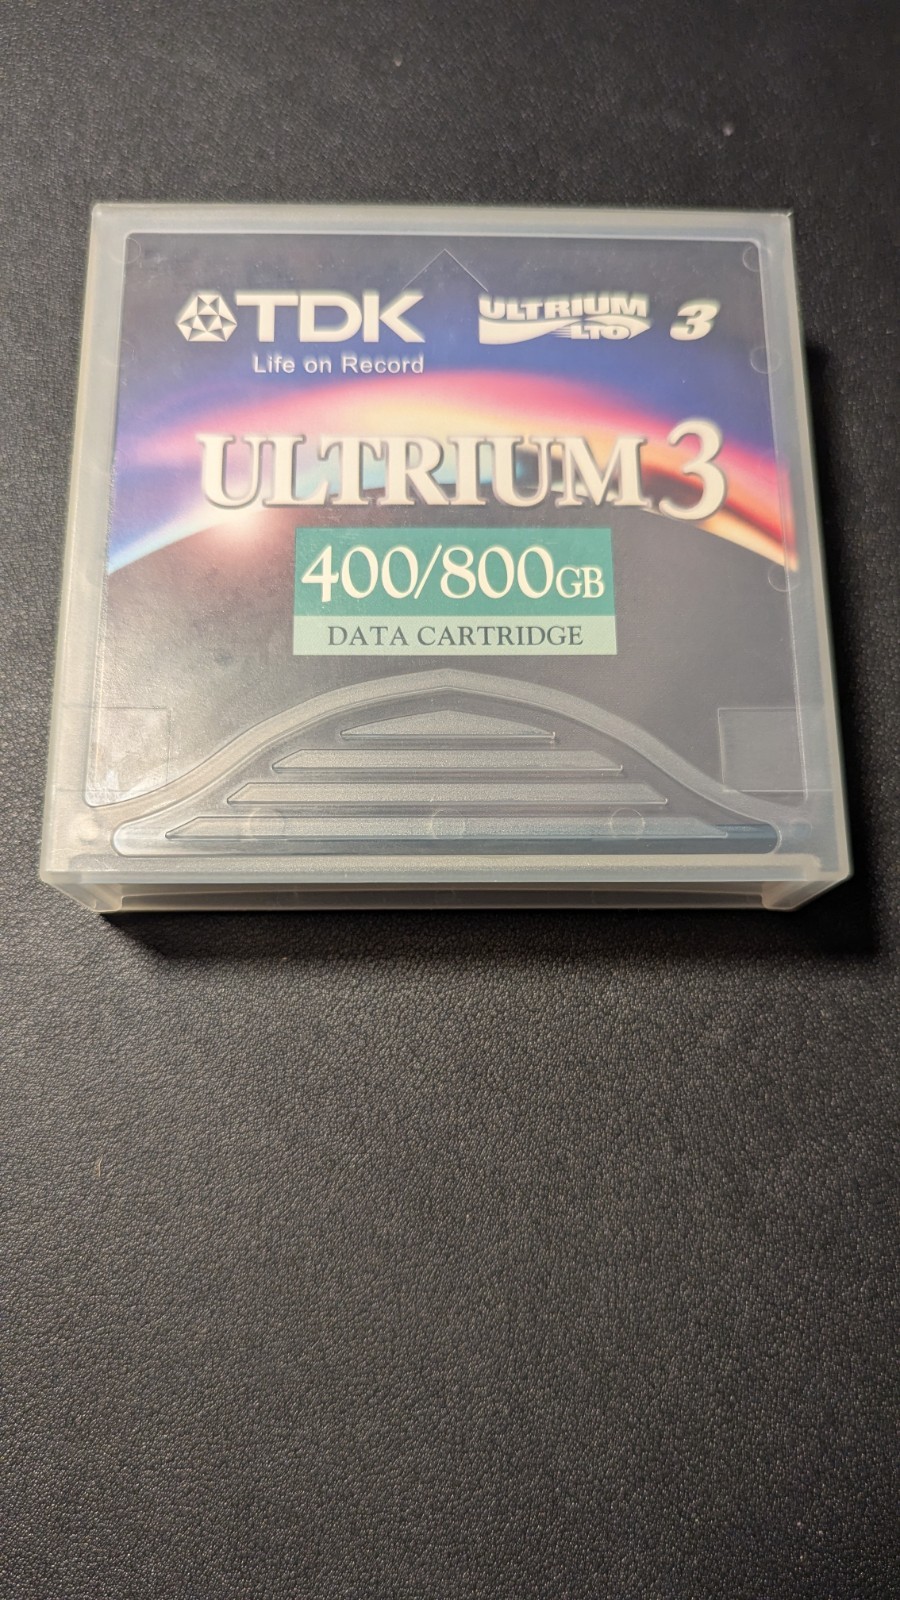 TDK
Life on Record
ULTRIUM
LTO
3
ULTRIUM 3
400/800GB
DATA CARTRIDGE